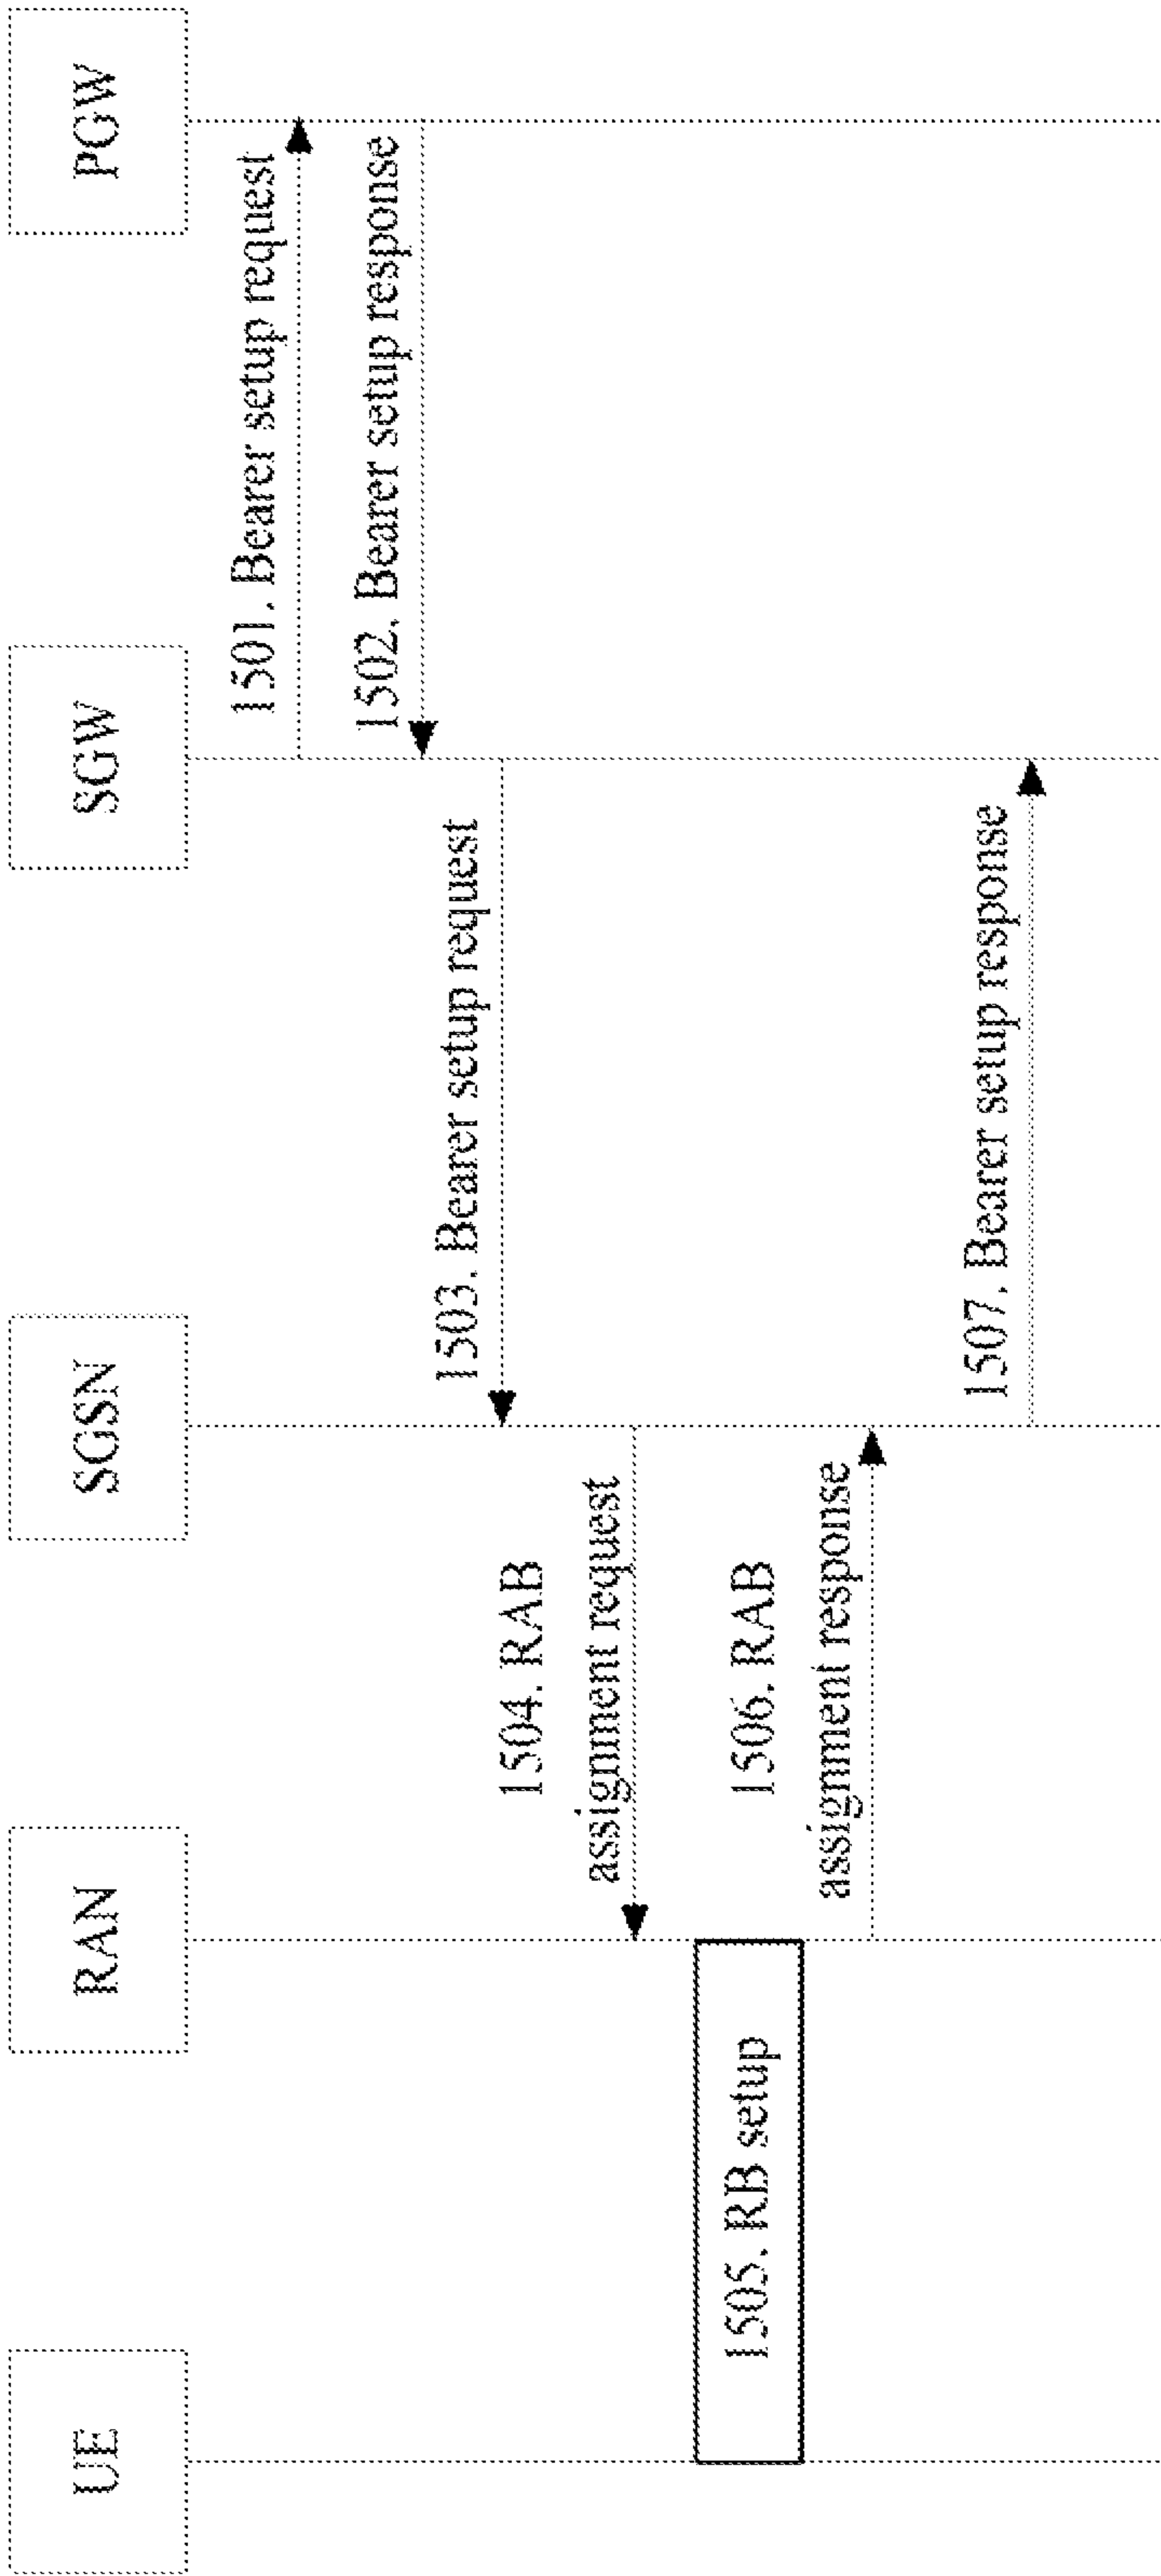 UE
RAN
SGSN
SGW
PGW
1501. Bearer setup request
1502. Bearer setup response
1503. Bearer setup request
1504. RAB
assignment request
1505. RB setup
1506. RAB
assignment response
1507. Bearer setup response